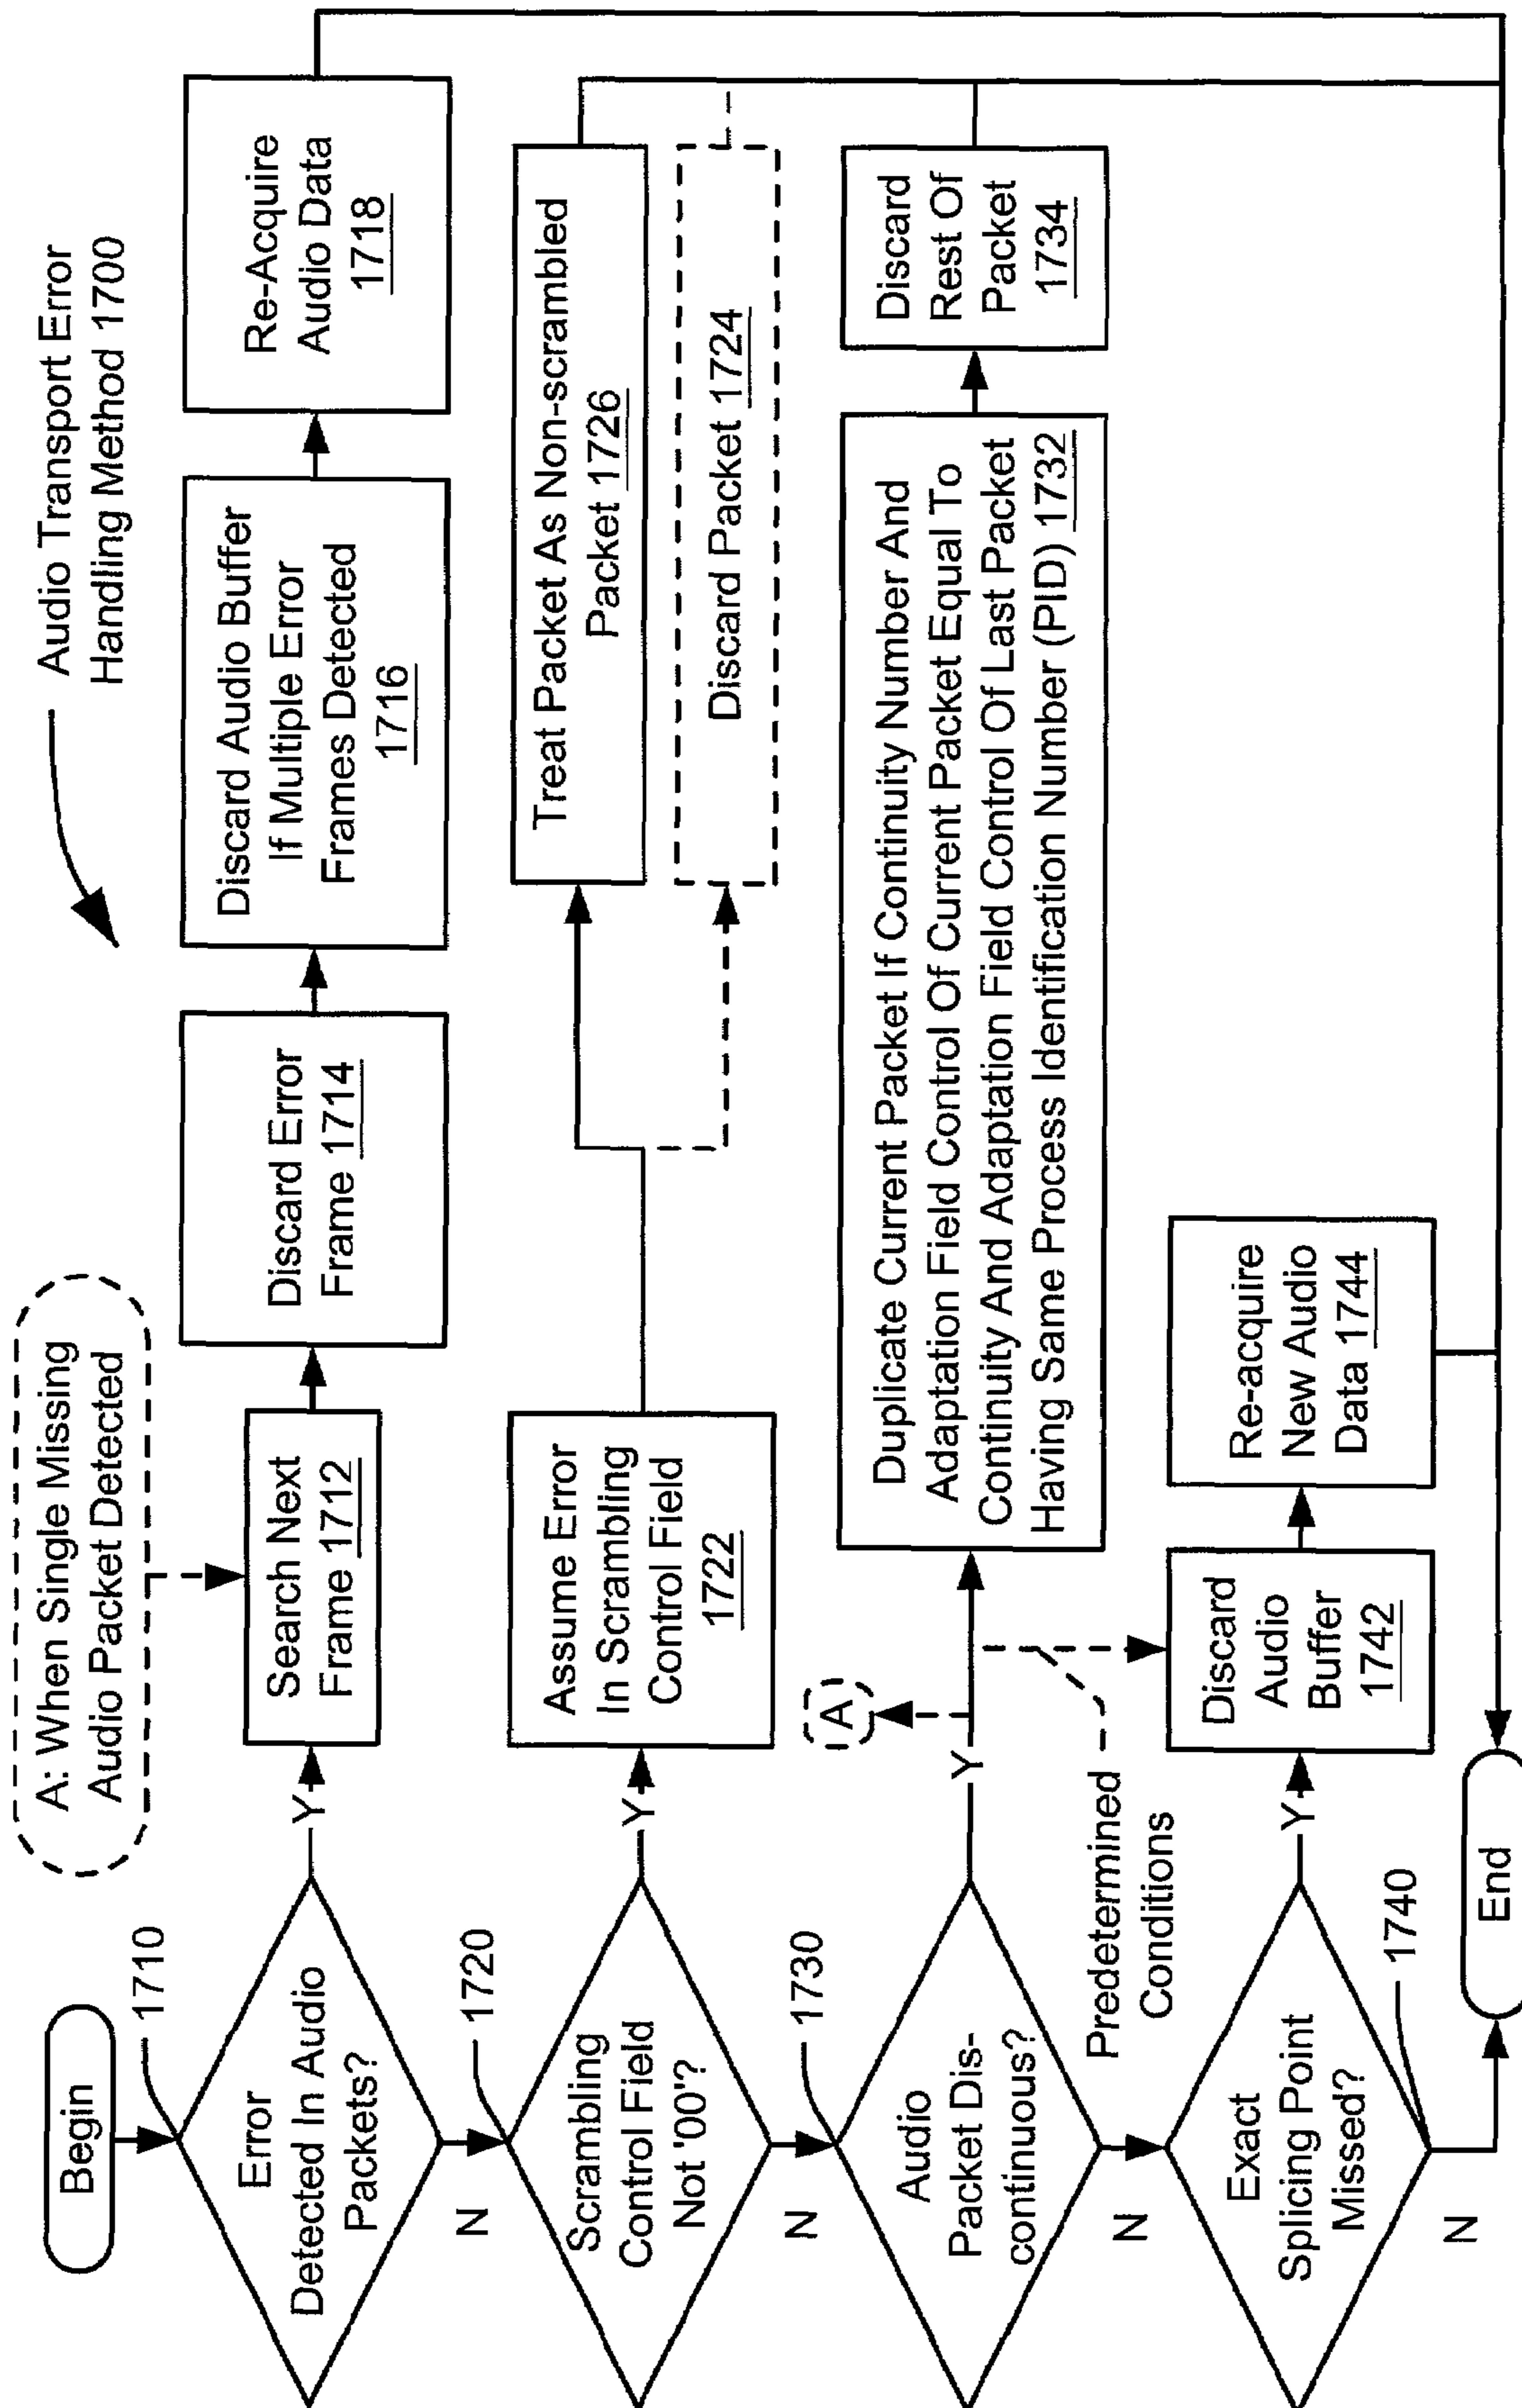 Audio Transport Error
Handling Method 1700
A: When Single Missing
Audio Packet Detected
Begin
1710
Error
Detected In Audio
Packets?
Y
N
Search Next
Frame 1712
Discard Error
Frame 1714
Discard Audio Buffer
If Multiple Error
Frames Detected
1716
Re-Acquire
Audio Data
1718
1720
Scrambling
Control Field
Not '00'?
Y
N
Assume Error
In Scrambling
Control Field
1722
Treat Packet As Non-scrambled
Packet 1726
Discard Packet 1724
1730
Audio
Packet Dis-
continuous?
Y
N
A
Predetermined
Conditions
Duplicate Current Packet If Continuity Number And
Adaptation Field Control Of Current Packet Equal To
Continuity And Adaptation Field Control Of Last Packet
Having Same Process Identification Number (PID) 1732
Discard
Rest Of
Packet
1734
Exact
Splicing Point
Missed?
1740
Y
N
Discard
Audio
Buffer
1742
Re-acquire
New Audio
Data 1744
End